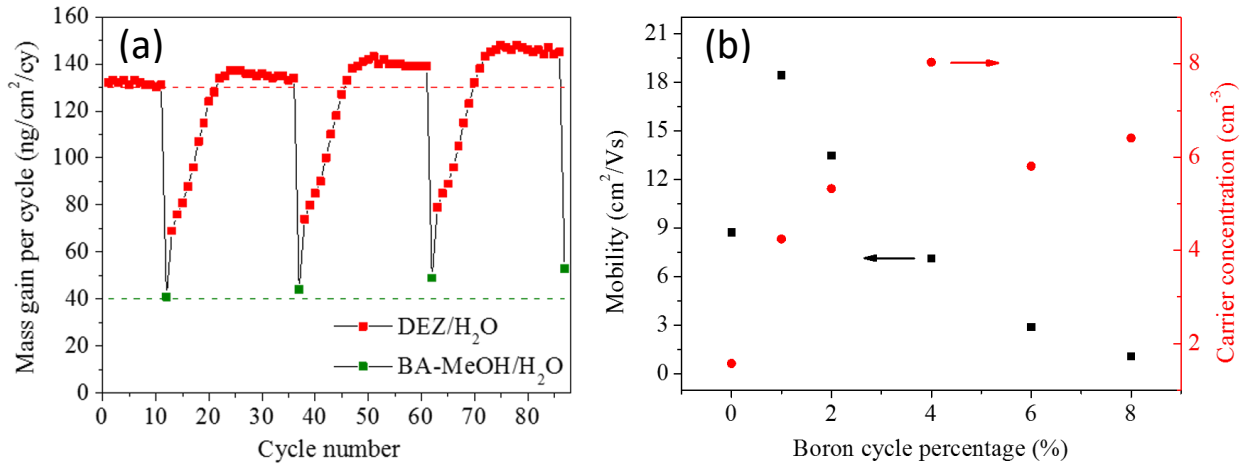 (a)
160
140
120
100
80
60
40
20
0
Mass gain per cycle (ng/cm²/cy)
DEZ/H₂O
BA-MeOH/H₂O
1 10 20 30 40 50 60 70 80
Cycle number
(b)
21
18
15
12
9
6
3
0
Mobility (cm²/Vs)
8
6
4
2
Carrier concentration (cm⁻³)
0 2 4 6 8
Boron cycle percentage (%)